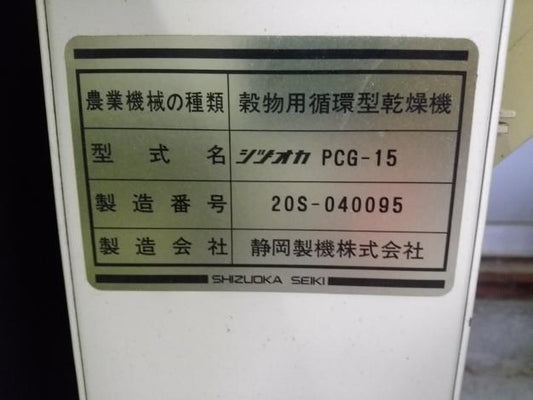 農業機械の種類 穀物用循環型乾燥機
型式名 シヅオカ PCG-15
製造番号 20S-040095
製造会社 静岡製機株式会社
SHIZUOKA SEIKI